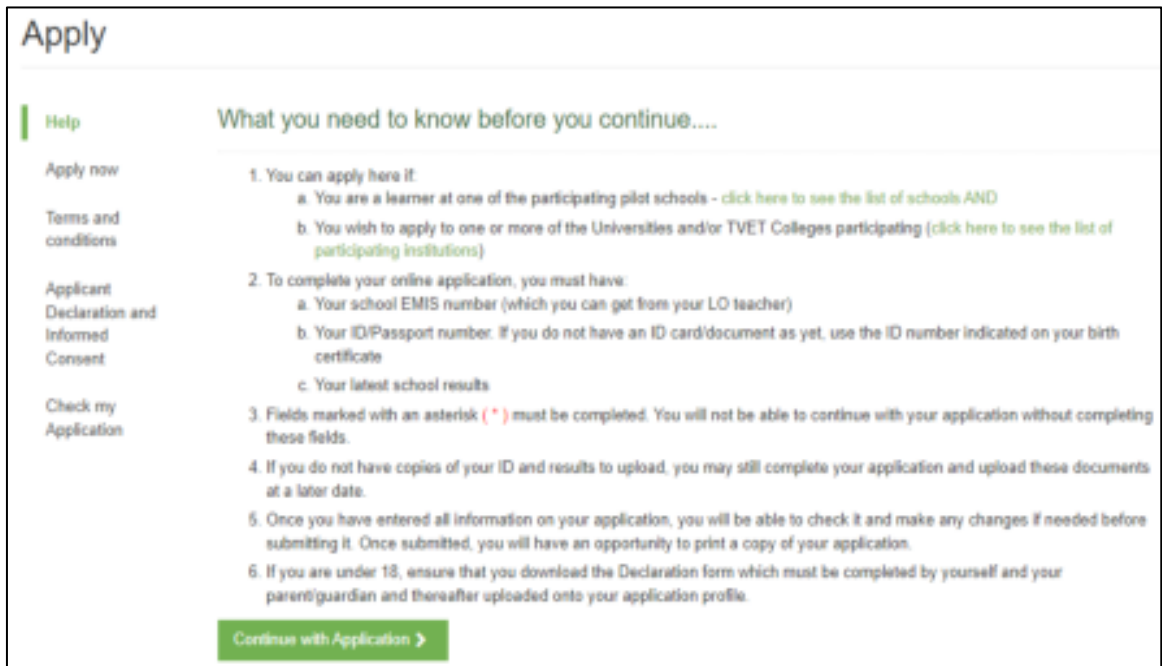 Apply
Help
Apply now
Terms and
conditions
Applicant
Declaration and
Informed
Consent
Check my
Application
What you need to know before you continue....
1. You can apply here if:
a. You are a learner at one of the participating pilot schools - click here to see the list of schools AND
b. You wish to apply to one or more of the Universities and/or TVET Colleges participating (click here to see the list of
participating institutions)
2. To complete your online application, you must have:
a. Your school EMIS number (which you can get from your LO teacher)
b. Your ID/Passport number. If you do not have an ID card/document as yet, use the ID number indicated on your birth
certificate
c. Your latest school results
3. Fields marked with an asterisk ( * ) must be completed. You will not be able to continue with your application without completing
these fields.
4. If you do not have copies of your ID and results to upload, you may still complete your application and upload these documents
at a later date.
5. Once you have entered all information on your application, you will be able to check it and make any changes if needed before
submitting it. Once submitted, you will have an opportunity to print a copy of your application.
6. If you are under 18, ensure that you download the Declaration form which must be completed by yourself and your
parent/guardian and thereafter uploaded onto your application profile.
Continue with Application >